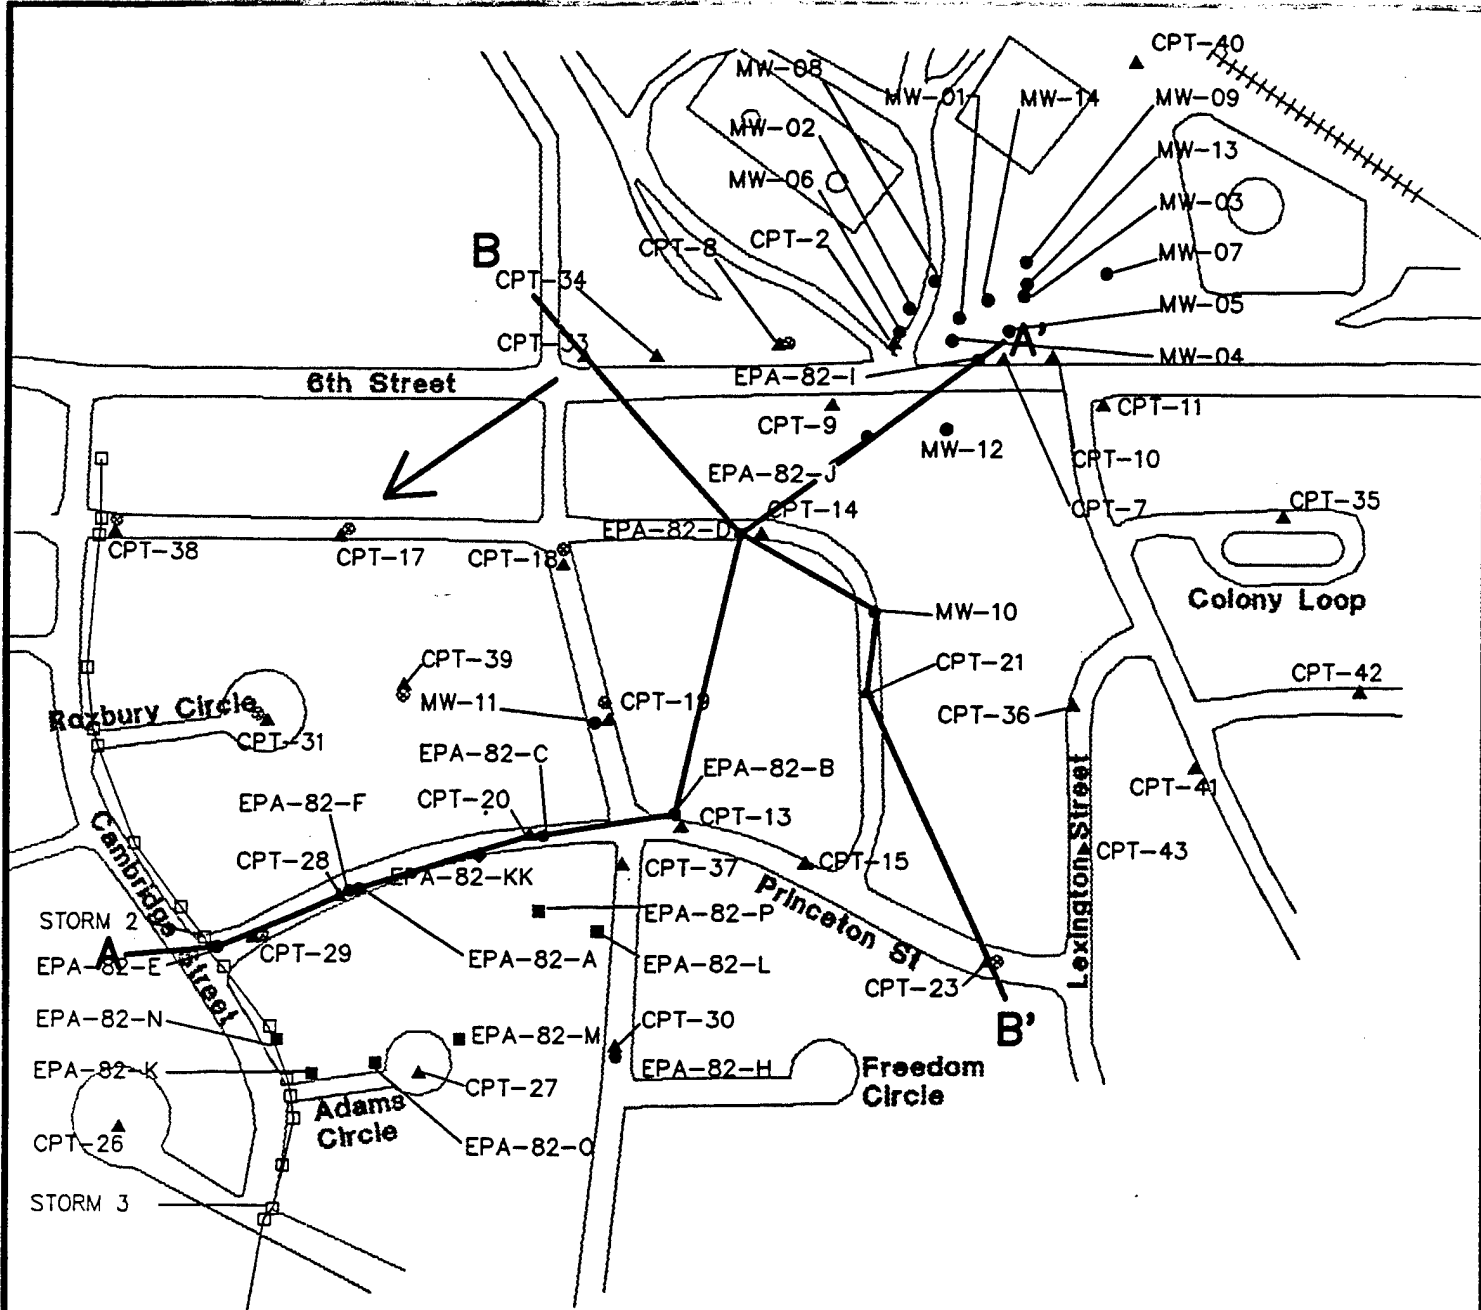 CPT-40
MW-08
MW-01
MW-14
MW-09
MW-02
MW-13
MW-06
MW-03
B
CPT-8
CPT-2
MW-07
CPT-34
MW-05
CPT-33
A'
MW-04
6th Street
EPA-82-I
CPT-9
CPT-11
MW-12
CPT-10
EPA-82-J
CPT-14
CPT-7
CPT-35
EPA-82-D
CPT-38
CPT-17
CPT-18
Colony Loop
MW-10
CPT-39
CPT-21
CPT-42
MW-11
CPT-19
Roxbury Circle
CPT-36
CPT-31
EPA-82-C
EPA-82-B
CPT-41
EPA-82-F
CPT-20
CPT-13
Cambridge Street
Lexington Street
CPT-28
CPT-37
CPT-15
CPT-43
EPA-82-KK
STORM 2
EPA-82-P
Princeton St
A
EPA-82-E
CPT-29
EPA-82-A
EPA-82-L
CPT-23
EPA-82-N
CPT-30
B'
EPA-82-M
EPA-82-K
EPA-82-H
Freedom
Circle
CPT-27
Adams
Circle
CPT-26
EPA-82-O
STORM 3